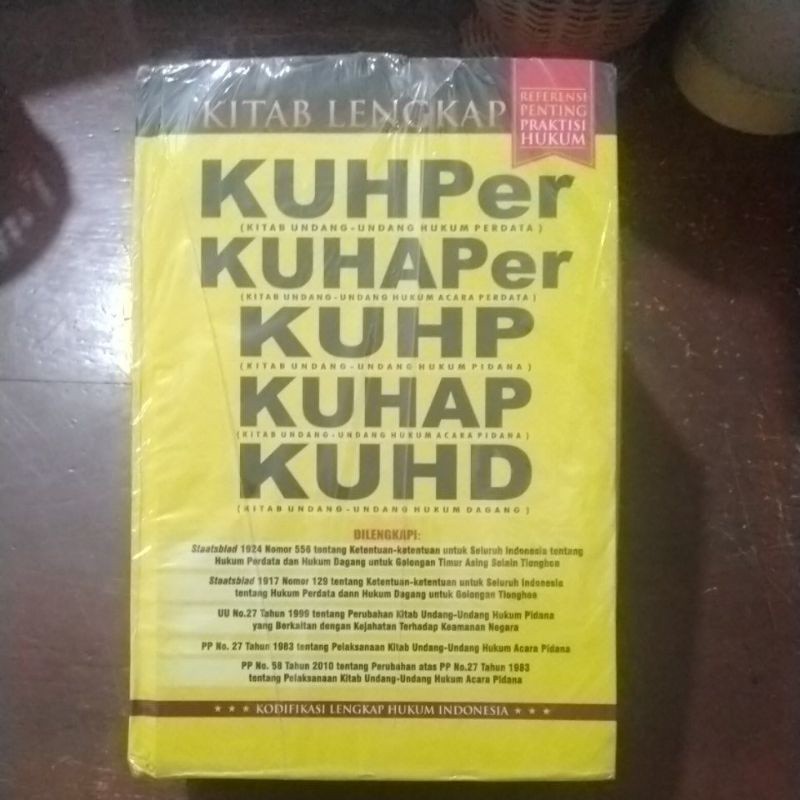 KITAB LENGKAP
REFERENSI
PENTING
PRAKTISI
HUKUM
KUHPer
(KITAB UNDANG-UNDANG HUKUM PERDATA)
KUHAPer
(KITAB UNDANG-UNDANG HUKUM ACARA PERDATA)
KUHP
(KITAB UNDANG-UNDANG HUKUM PIDANA)
KUHAP
(KITAB UNDANG-UNDANG HUKUM ACARA PIDANA)
KUHD
(KITAB UNDANG-UNDANG HUKUM DAGANG)
DILENGKAPI:
Staatsblad 1924 Nomor 556 tentang Ketentuan-ketentuan untuk Seluruh Indonesia tentang
Hukum Perdata dan Hukum Dagang untuk Golongan Timur Asing Selain Tionghoa
Staatsblad 1917 Nomor 129 tentang Ketentuan-ketentuan untuk Seluruh Indonesia
tentang Hukum Perdata dann Hukum Dagang untuk Golongan Tionghoa
UU No.27 Tahun 1999 tentang Perubahan Kitab Undang-Undang Hukum Pidana
yang Berkaitan dengan Kejahatan Terhadap Keamanan Negara
PP No. 27 Tahun 1983 tentang Pelaksanaan Kitab Undang-Undang Hukum Acara Pidana
PP No. 58 Tahun 2010 tentang Perubahan atas PP No.27 Tahun 1983
tentang Pelaksanaan Kitab Undang-Undang Hukum Acara Pidana
★ ★ ★ KODIFIKASI LENGKAP HUKUM INDONESIA ★ ★ ★